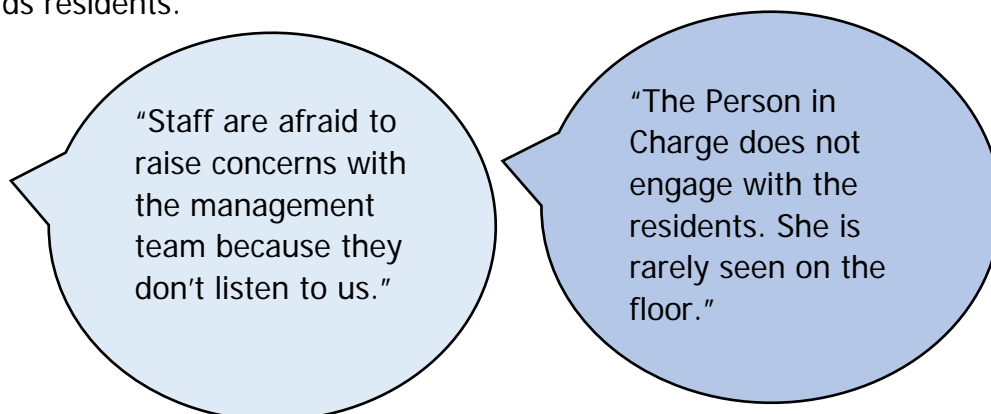 ds residents.
“Staff are afraid to
raise concerns with
the management
team because they
don’t listen to us.”
“The Person in
Charge does not
engage with the
residents. She is
rarely seen on the
floor.”